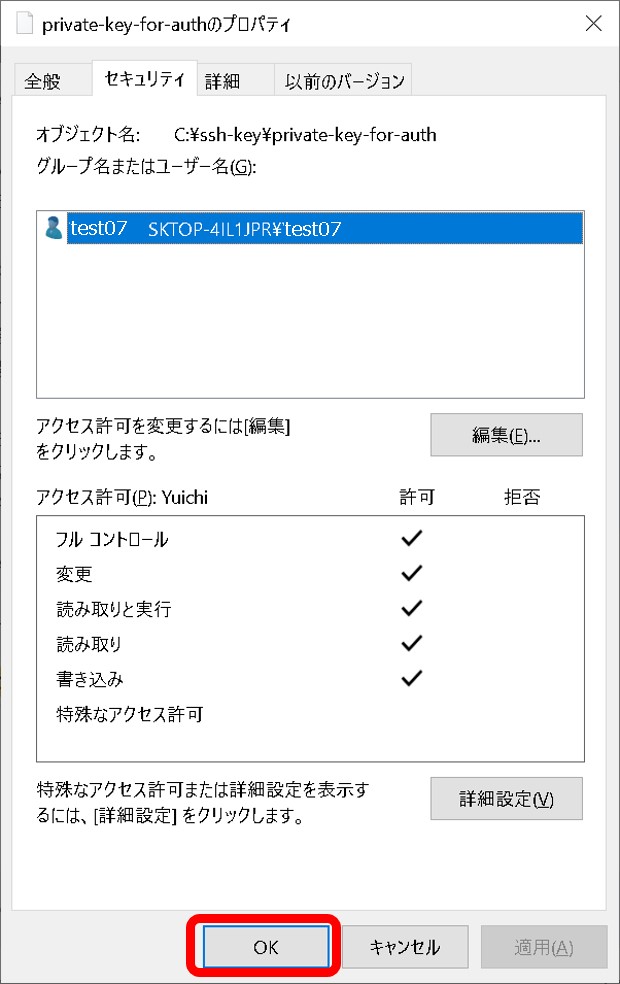 private-key-for-authのプロパティ
全般 セキュリティ 詳細 以前のバージョン
オブジェクト名: C:¥ssh-key¥private-key-for-auth
グループ名またはユーザー名(G):
test07 SKTOP-4IL1JPR¥test07
アクセス許可を変更するには[編集]
をクリックします。
編集(E)...
アクセス許可(P): Yuichi 許可 拒否
フル コントロール
変更
読み取りと実行
読み取り
書き込み
特殊なアクセス許可
特殊なアクセス許可または詳細設定を表示す
るには、[詳細設定] をクリックします。
詳細設定(V)
OK キャンセル 適用(A)